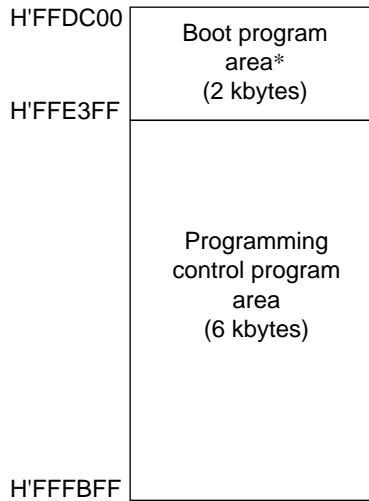 H'FFDC00
Boot program
area*
(2 kbytes)
H'FFE3FF
Programming
control program
area
(6 kbytes)
H'FFFBFF